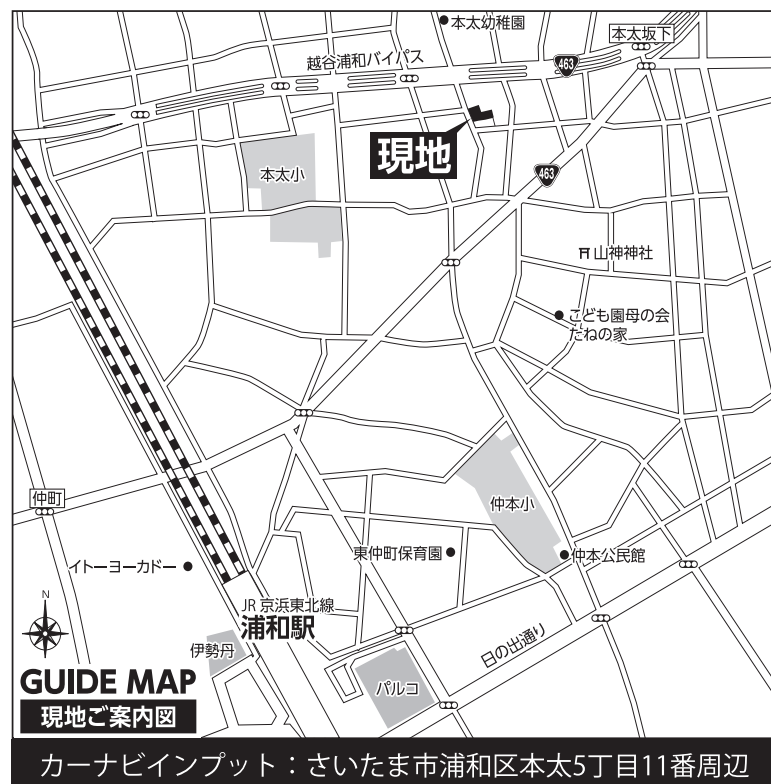 本太幼稚園
本太坂下
越谷浦和バイパス
463
現地
本太小
463
山神神社
こども園母の会
たねの家
仲町
仲本小
イトーヨーカドー
東仲町保育園
仲本公民館
N
JR 京浜東北線
浦和駅
伊勢丹
日の出通り
パルコ
GUIDE MAP
現地ご案内図
カーナビインプット：さいたま市浦和区本太5丁目11番周辺